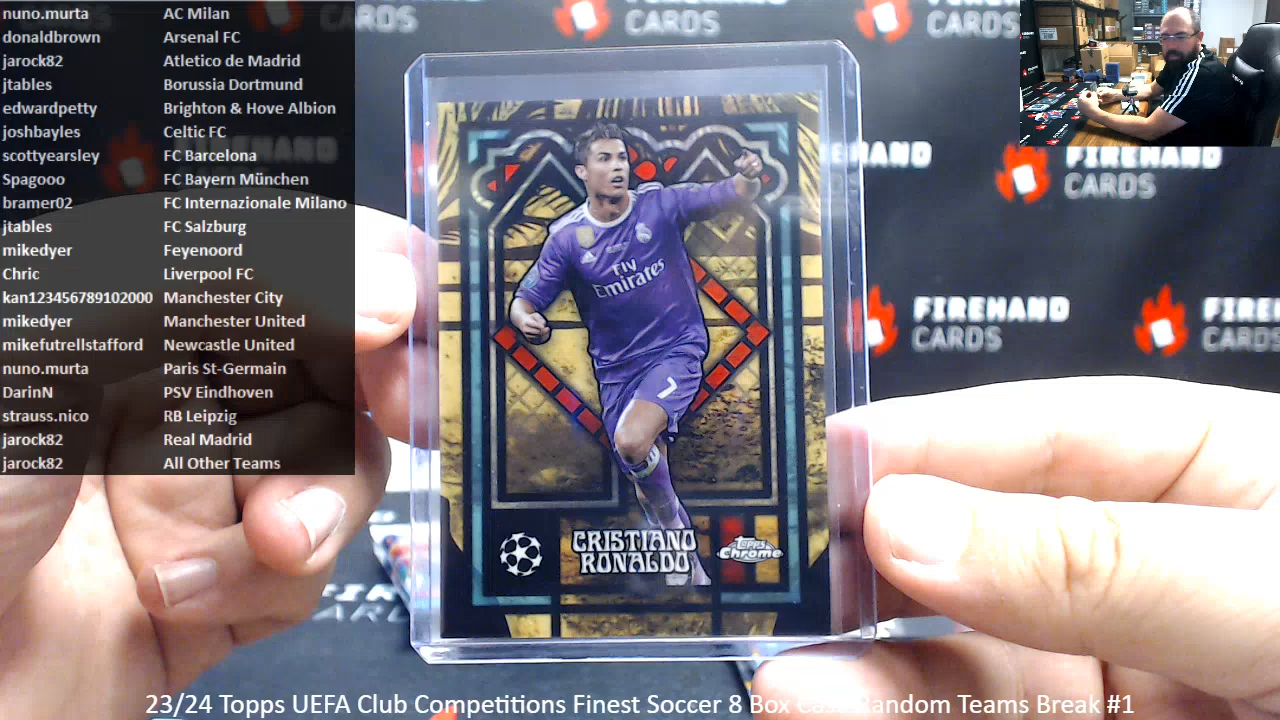 nuno.murta AC Milan
donaldbrown Arsenal FC
jarock82 Atletico de Madrid
jtables Borussia Dortmund
edwardpetty Brighton & Hove Albion
joshbayles Celtic FC
scottyearsley FC Barcelona
Spagooo FC Bayern München
bramer02 FC Internazionale Milano
jtables FC Salzburg
mikedyer Feyenoord
Chric Liverpool FC
kan123456789102000 Manchester City
mikedyer Manchester United
mikefutrellstafford Newcastle United
nuno.murta Paris St-Germain
DarinN PSV Eindhoven
strauss.nico RB Leipzig
jarock82 Real Madrid
jarock82 All Other Teams
CARDS
CARDS
CARDS
FIREHAND
CARDS
FIREHAND
CARDS
FIREHAND
CARDS
Fly
Emirates
7
CRISTIANO
RONALDO
Topps
Chrome
23/24 Topps UEFA Club Competitions Finest Soccer 8 Box Case Random Teams Break #1